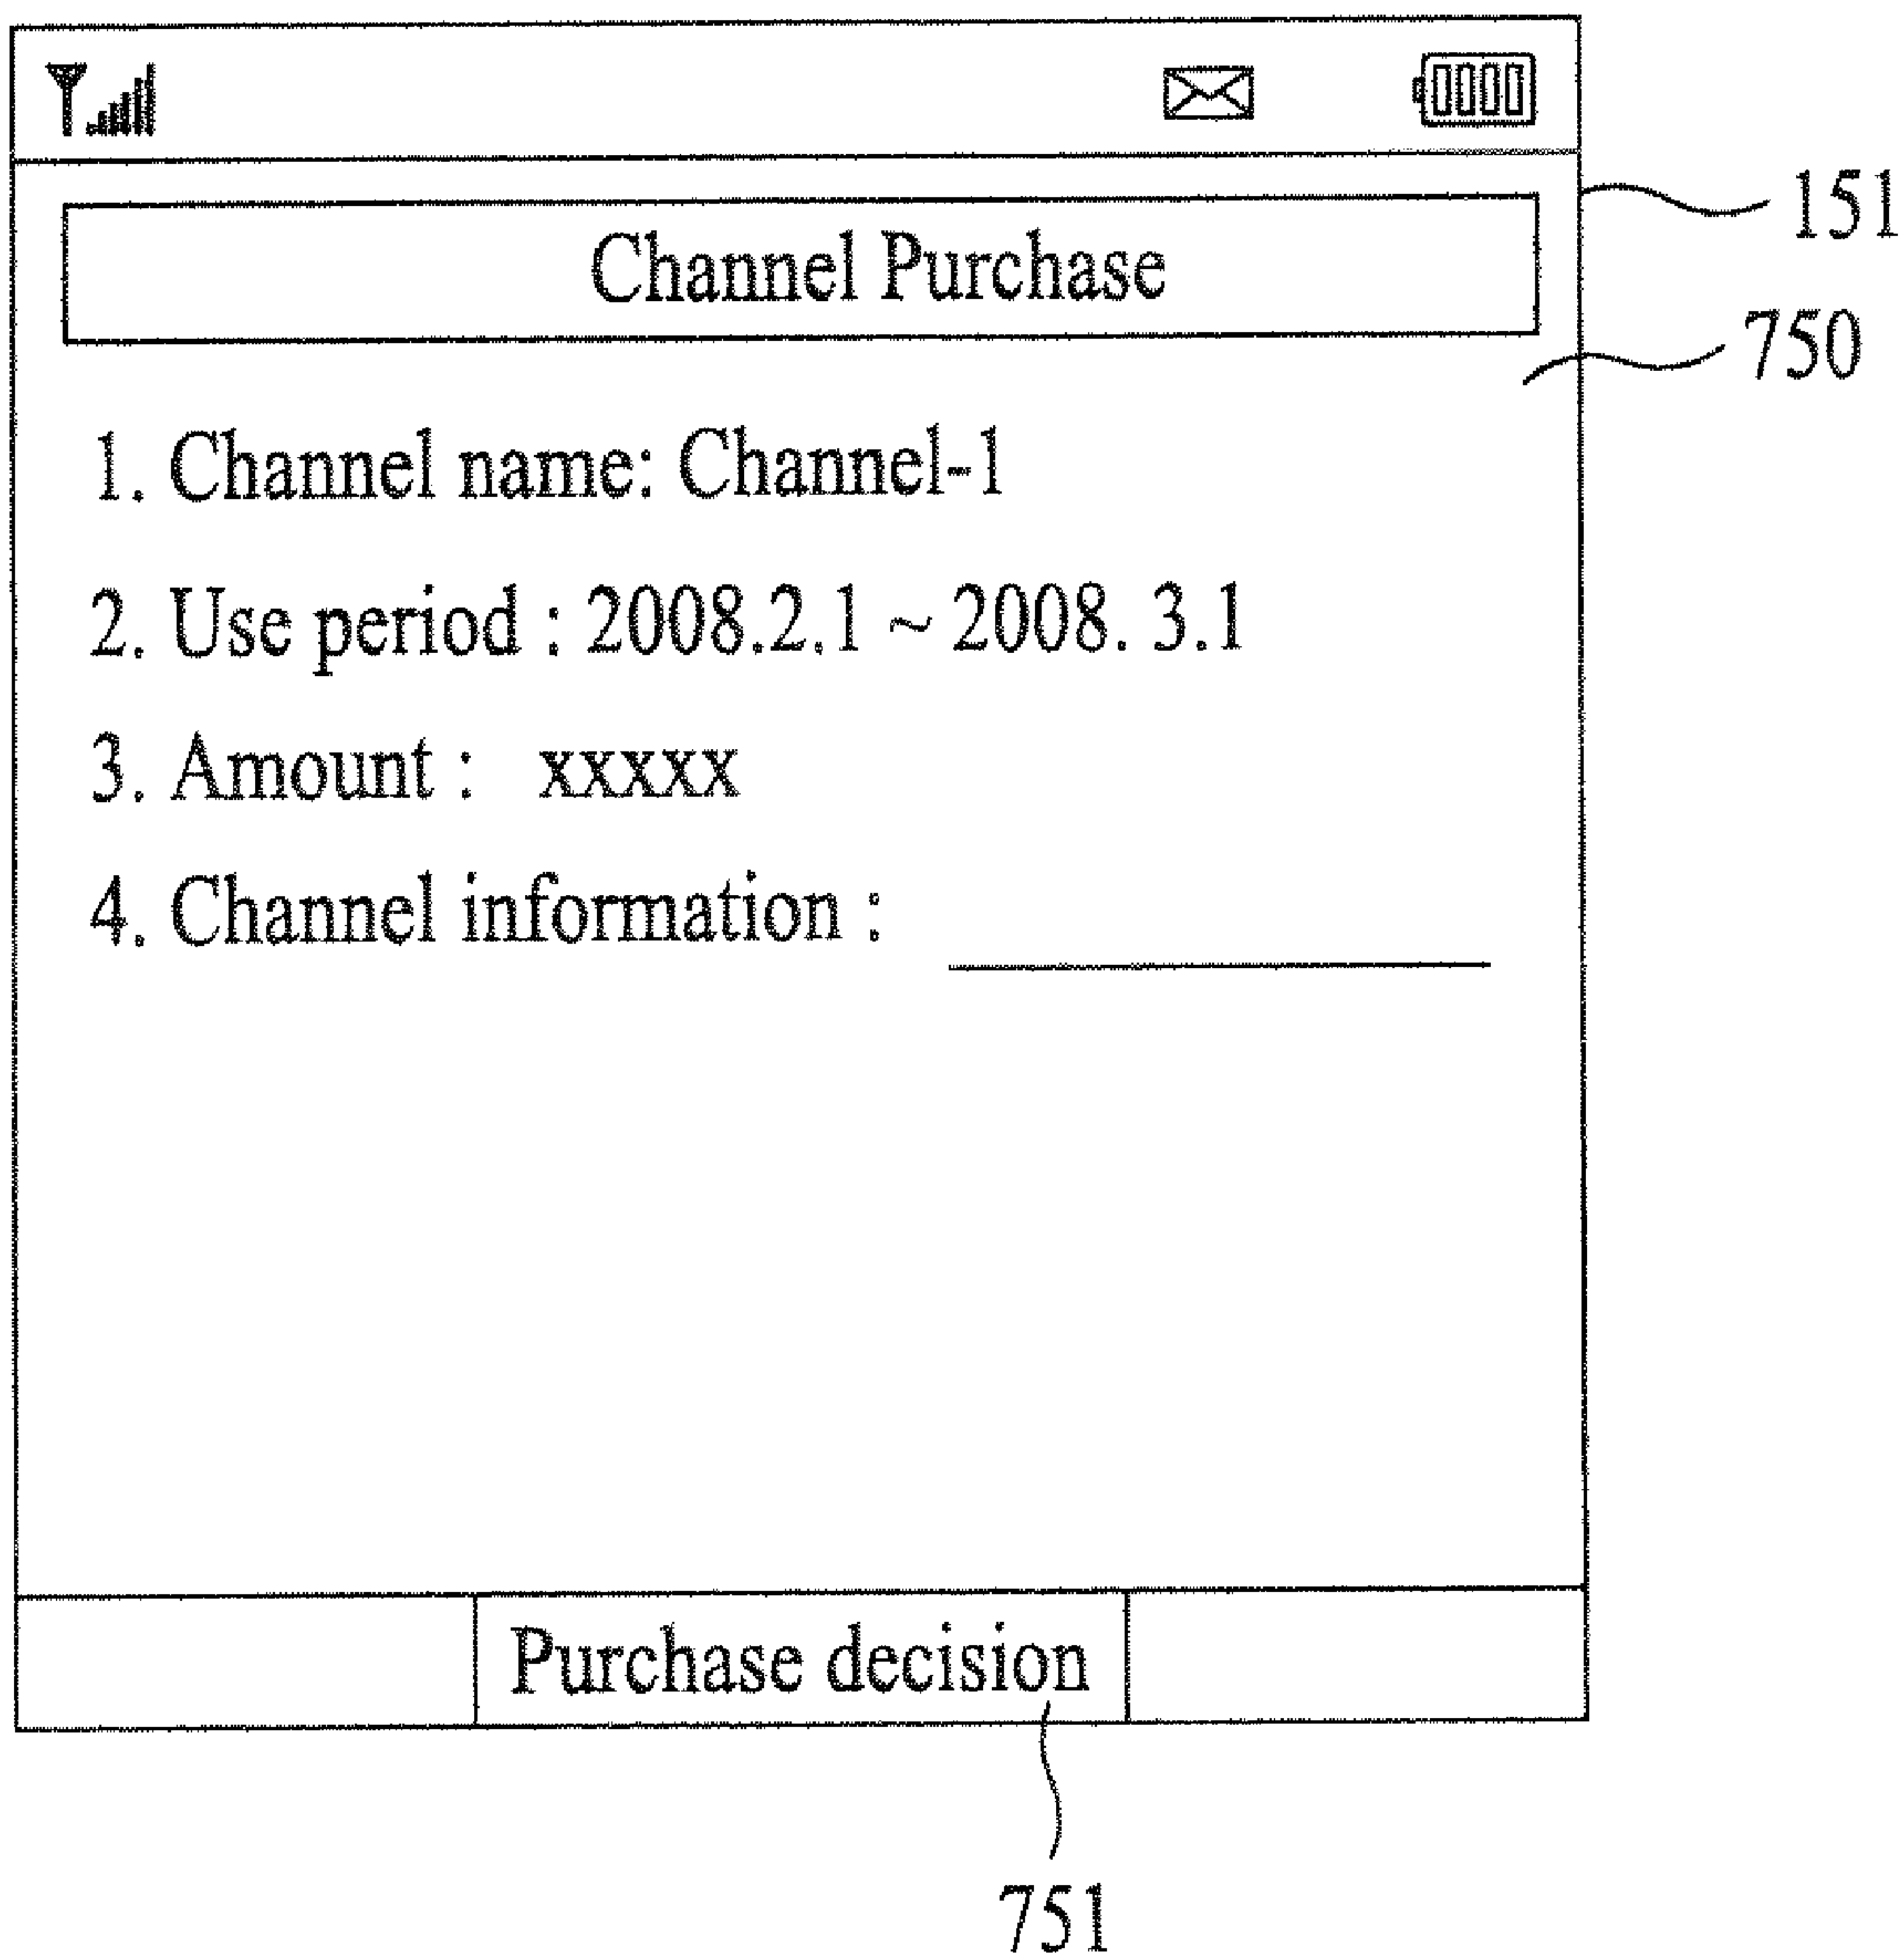 151
Channel Purchase
750
1. Channel name: Channel-1
2. Use period : 2008.2.1 ~ 2008. 3.1
3. Amount : xxxxx
4. Channel information :
Purchase decision
751